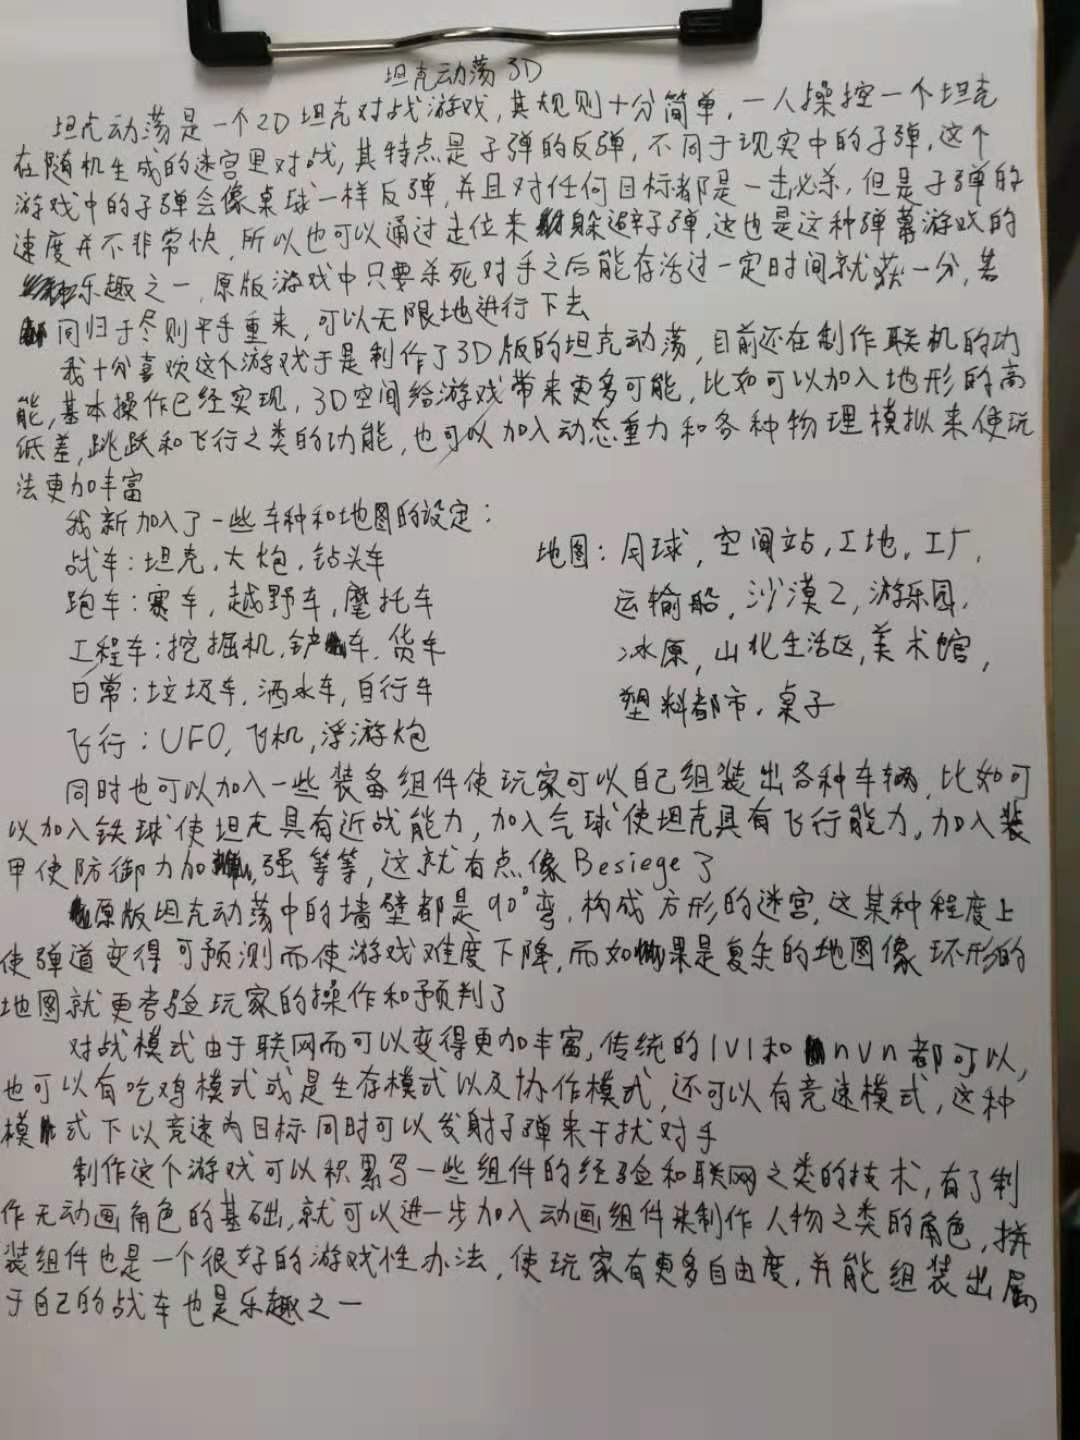 坦克动荡3D
坦克动荡是一个2D坦克对战游戏,其规则十分简单,一人操控一个坦克
在随机生成的迷宫里对战,其特点是子弹的反弹,不同于现实中的子弹,这个
游戏中的子弹会像桌球一样反弹,并且对任何目标都是一击必杀,但是子弹的
速度并不非常快,所以也可以通过走位来躲避子弹,这也是这种弹幕游戏的
乐趣之一,原版游戏中只要杀死对手之后能存活过一定时间就获一分,若
同归于尽则平手重来,可以无限地进行下去
我十分喜欢这个游戏于是制作了3D版的坦克动荡,目前还在制作联机的功
能,基本操作已经实现,3D空间给游戏带来更多可能,比如可以加入地形的高
低差,跳跃和飞行之类的功能,也可以加入动态重力和各种物理模拟来使玩
法更加丰富
我新加入了一些车种和地图的设定:
战车:坦克,大炮,钻头车
跑车:赛车,越野车,摩托车
工程车:挖掘机,铲车,货车
日常:垃圾车,洒水车,自行车
飞行:UFO,飞机,浮游炮
地图:月球,空间站,工地,工厂,
运输船,沙漠2,游乐园,
冰原,山北生活区,美术馆,
塑料都市,桌子
同时也可以加入一些装备组件使玩家可以自己组装出各种车辆,比如可
以加入铁球使坦克具有近战能力,加入气球使坦克具有飞行能力,加入装
甲使防御力加强等等,这就有点像Besiege了
原版坦克动荡中的墙壁都是90°弯,构成方形的迷宫,这某种程度上
使弹道变得可预测而使游戏难度下降,而如果是复杂的地图像环形的
地图就更考验玩家的操作和预判了
对战模式由于联网而可以变得更加丰富,传统的1V1和nVn都可以,
也可以有吃鸡模式或是生存模式以及协作模式,还可以有竞速模式,这种
模式下以竞速为目标同时可以发射子弹来干扰对手
制作这个游戏可以积累写一些组件的经验和联网之类的技术,有了制
作无动画角色的基础,就可以进一步加入动画组件来制作人物之类的角色,拼
装组件也是一个很好的游戏性办法,使玩家有更多自由度,并能组装出属
于自己的战车也是乐趣之一